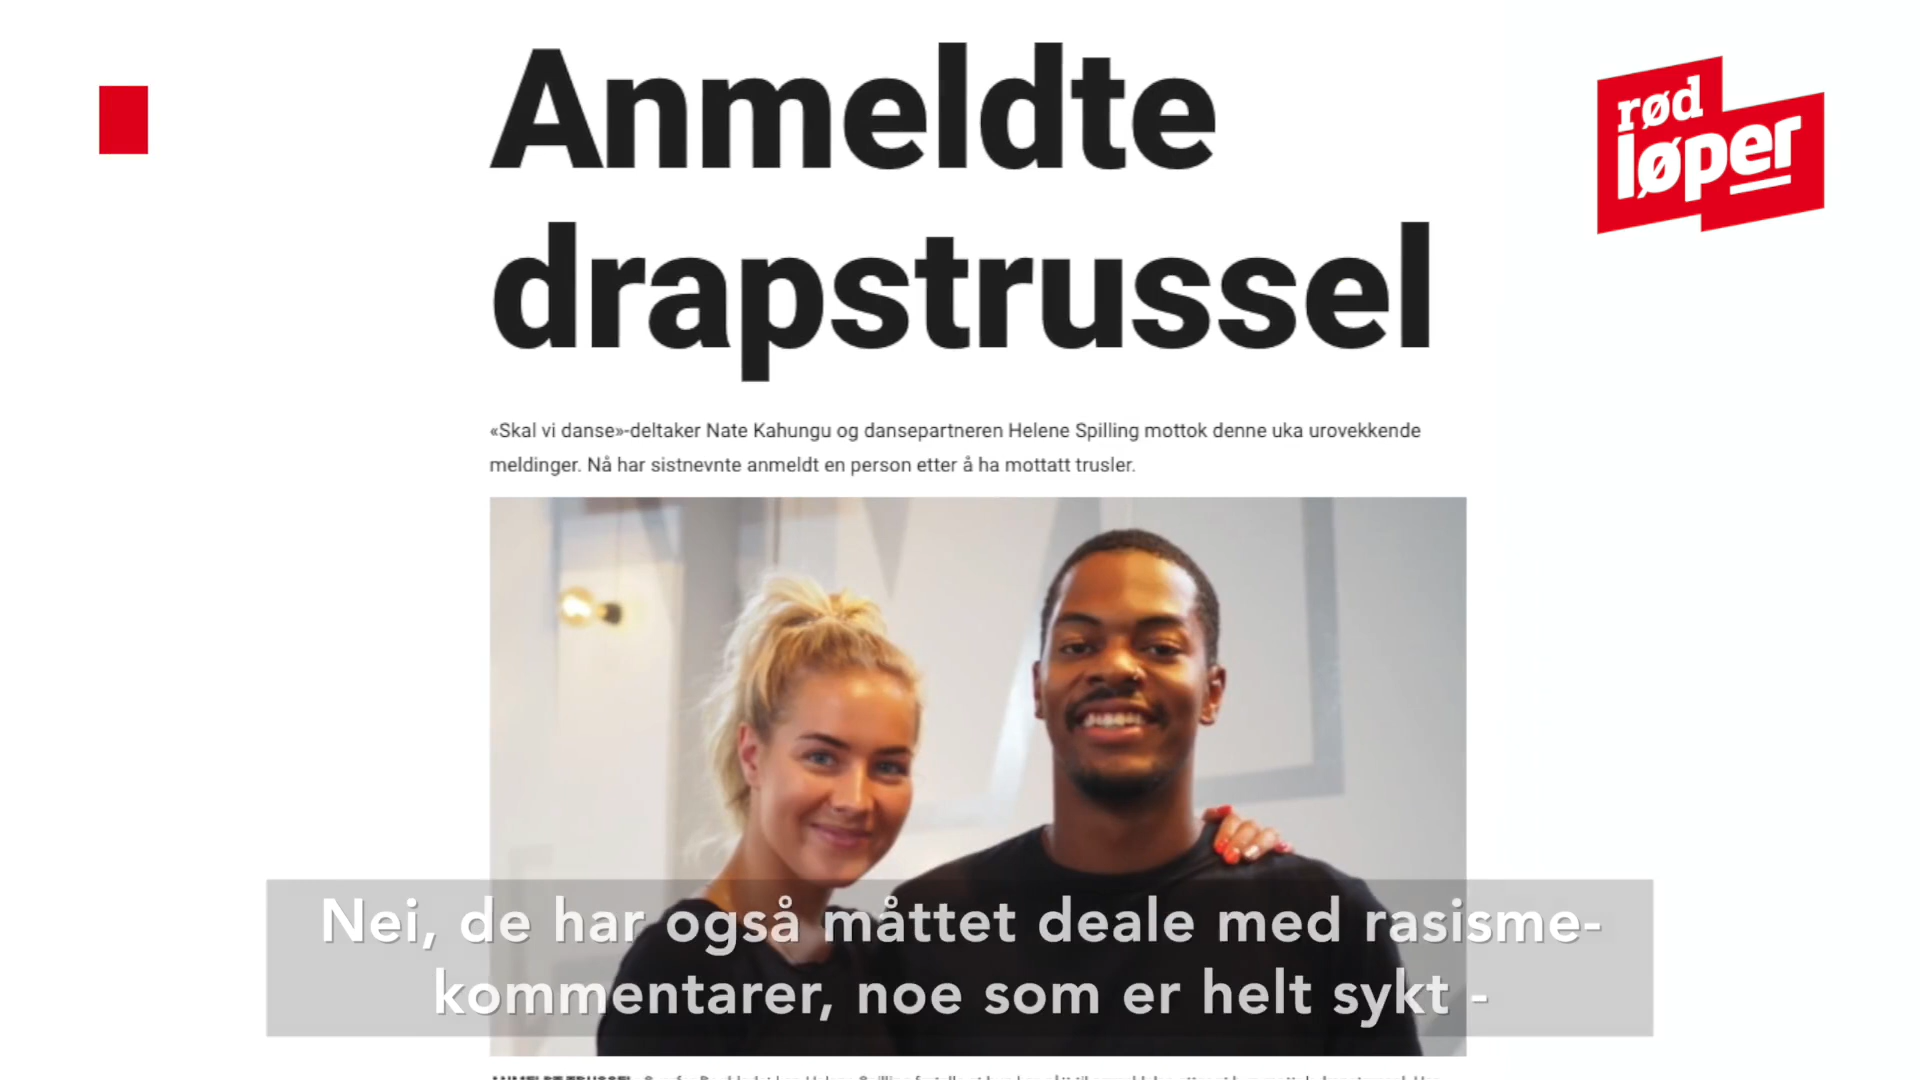 Anmeldte
drapstrussel
rød
løper
«Skal vi danse»-deltaker Nate Kahungu og dansepartneren Helene Spilling mottok denne uka urovekkende
meldinger. Nå har sistnevnte anmeldt en person etter å ha mottatt trusler.
Nei, de har også måttet deale med rasisme-
kommentarer, noe som er helt sykt -